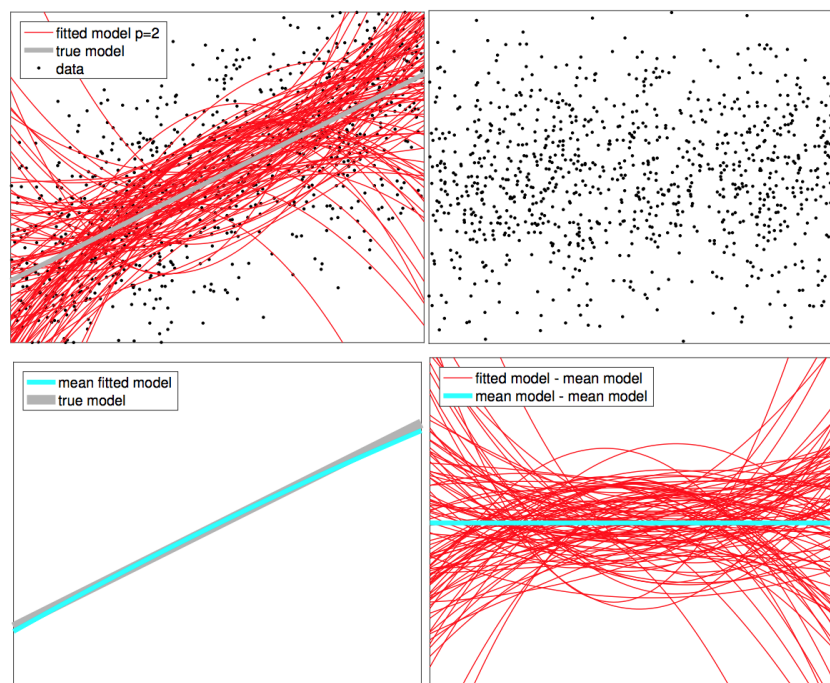 fitted model p=2
true model
data
mean fitted model
true model
fitted model - mean model
mean model - mean model